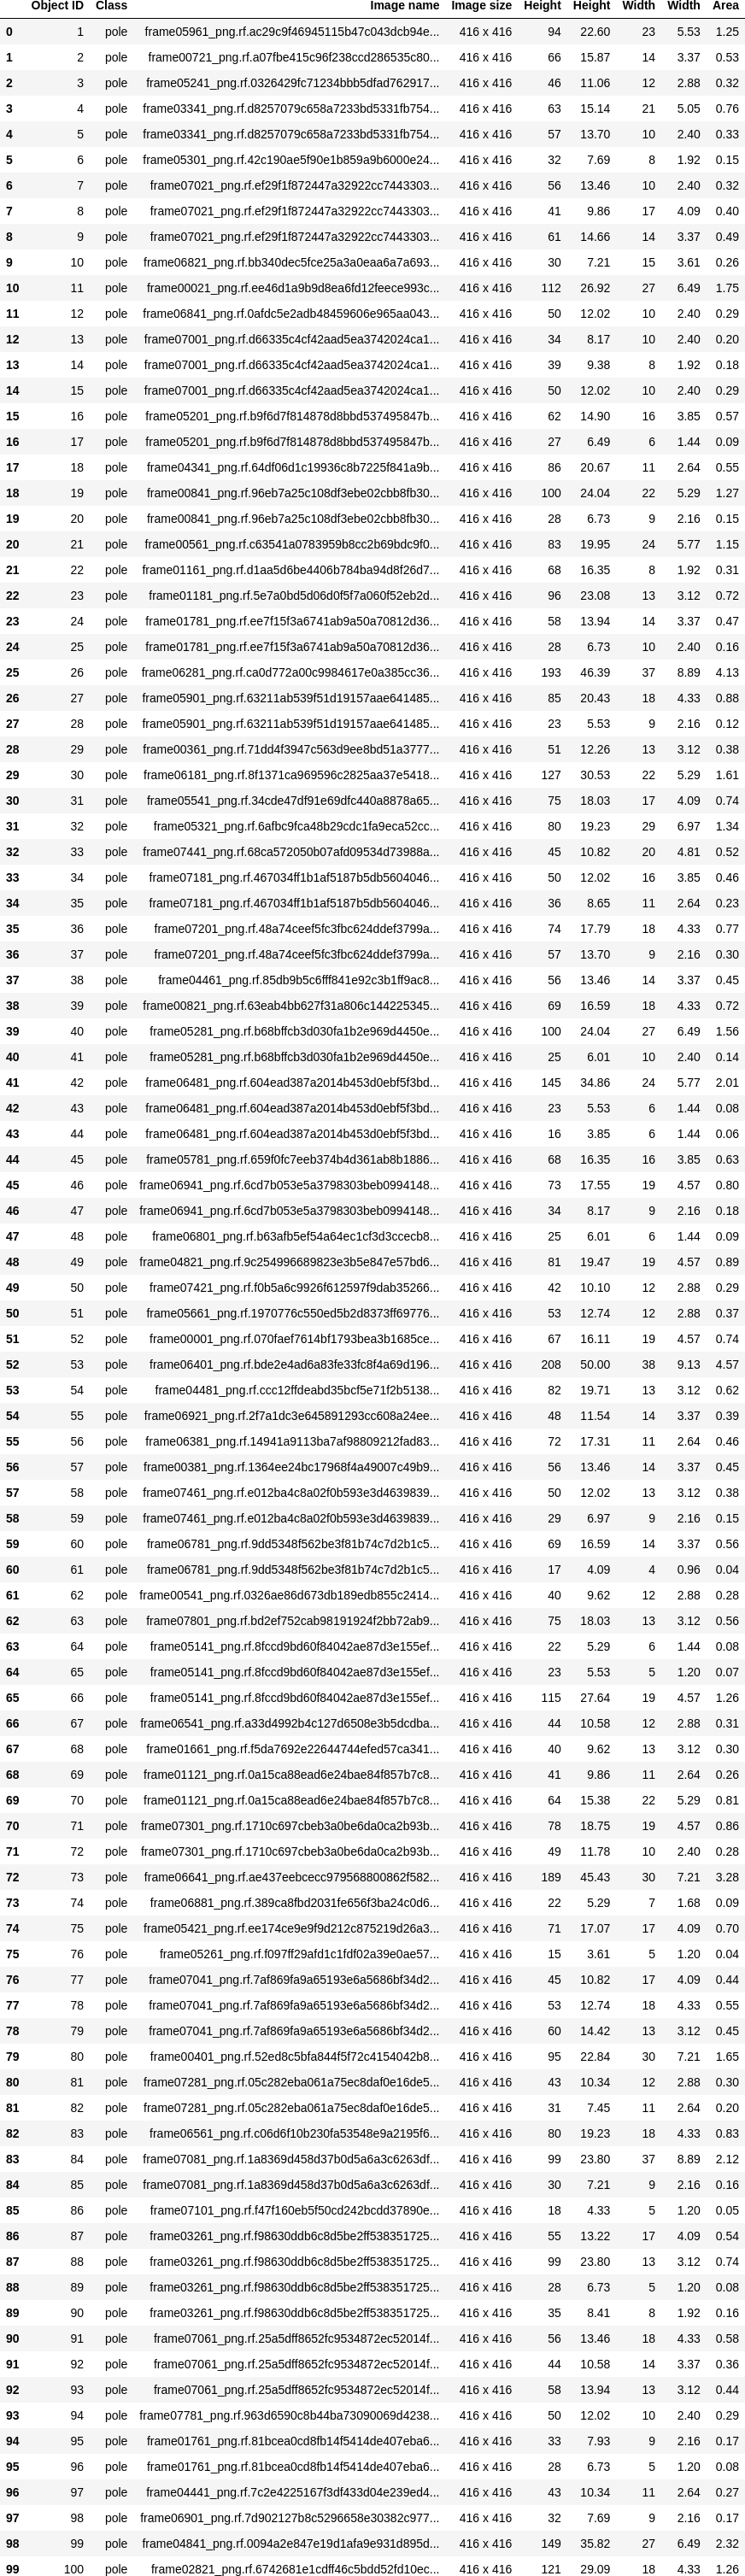 Object ID Class Image name Image size Height Height Width Width Area
0 1 pole frame05961_png.rf.ac29c9f46945115b47c043dcb94e... 416 x 416 94 22.60 23 5.53 1.25
1 2 pole frame00721_png.rf.a07fbe415c96f238ccd286535c80... 416 x 416 66 15.87 14 3.37 0.53
2 3 pole frame05241_png.rf.0326429fc71234bbb5dfad762917... 416 x 416 46 11.06 12 2.88 0.32
3 4 pole frame03341_png.rf.d8257079c658a7233bd5331fb754... 416 x 416 63 15.14 21 5.05 0.76
4 5 pole frame03341_png.rf.d8257079c658a7233bd5331fb754... 416 x 416 57 13.70 10 2.40 0.33
5 6 pole frame05301_png.rf.42c190ae5f90e1b859a9b6000e24... 416 x 416 32 7.69 8 1.92 0.15
6 7 pole frame07021_png.rf.ef29f1f872447a32922cc7443303... 416 x 416 56 13.46 10 2.40 0.32
7 8 pole frame07021_png.rf.ef29f1f872447a32922cc7443303... 416 x 416 41 9.86 17 4.09 0.40
8 9 pole frame07021_png.rf.ef29f1f872447a32922cc7443303... 416 x 416 61 14.66 14 3.37 0.49
9 10 pole frame06821_png.rf.bb340dec5fce25a3a0eaa6a7a693... 416 x 416 30 7.21 15 3.61 0.26
10 11 pole frame00021_png.rf.ee46d1a9b9d8ea6fd12feece993c... 416 x 416 112 26.92 27 6.49 1.75
11 12 pole frame06841_png.rf.0afdc5e2adb48459606e965aa043... 416 x 416 50 12.02 10 2.40 0.29
12 13 pole frame07001_png.rf.d66335c4cf42aad5ea3742024ca1... 416 x 416 34 8.17 10 2.40 0.20
13 14 pole frame07001_png.rf.d66335c4cf42aad5ea3742024ca1... 416 x 416 39 9.38 8 1.92 0.18
14 15 pole frame07001_png.rf.d66335c4cf42aad5ea3742024ca1... 416 x 416 50 12.02 10 2.40 0.29
15 16 pole frame05201_png.rf.b9f6d7f814878d8bbd537495847b... 416 x 416 62 14.90 16 3.85 0.57
16 17 pole frame05201_png.rf.b9f6d7f814878d8bbd537495847b... 416 x 416 27 6.49 6 1.44 0.09
17 18 pole frame04341_png.rf.64df06d1c19936c8b7225f841a9b... 416 x 416 86 20.67 11 2.64 0.55
18 19 pole frame00841_png.rf.96eb7a25c108df3ebe02cbb8fb30... 416 x 416 100 24.04 22 5.29 1.27
19 20 pole frame00841_png.rf.96eb7a25c108df3ebe02cbb8fb30... 416 x 416 28 6.73 9 2.16 0.15
20 21 pole frame00561_png.rf.c63541a0783959b8cc2b69bdc9f0... 416 x 416 83 19.95 24 5.77 1.15
21 22 pole frame01161_png.rf.d1aa5d6be4406b784ba94d8f26d7... 416 x 416 68 16.35 8 1.92 0.31
22 23 pole frame01181_png.rf.5e7a0bd5d06d0f5f7a060f52eb2d... 416 x 416 96 23.08 13 3.12 0.72
23 24 pole frame01781_png.rf.ee7f15f3a6741ab9a50a70812d36... 416 x 416 58 13.94 14 3.37 0.47
24 25 pole frame01781_png.rf.ee7f15f3a6741ab9a50a70812d36... 416 x 416 28 6.73 10 2.40 0.16
25 26 pole frame06281_png.rf.ca0d772a00c9984617e0a385cc36... 416 x 416 193 46.39 37 8.89 4.13
26 27 pole frame05901_png.rf.63211ab539f51d19157aae641485... 416 x 416 85 20.43 18 4.33 0.88
27 28 pole frame05901_png.rf.63211ab539f51d19157aae641485... 416 x 416 23 5.53 9 2.16 0.12
28 29 pole frame00361_png.rf.71dd4f3947c563d9ee8bd51a3777... 416 x 416 51 12.26 13 3.12 0.38
29 30 pole frame06181_png.rf.8f1371ca969596c2825aa37e5418... 416 x 416 127 30.53 22 5.29 1.61
30 31 pole frame05541_png.rf.34cde47df91e69dfc440a8878a65... 416 x 416 75 18.03 17 4.09 0.74
31 32 pole frame05321_png.rf.6afbc9fca48b29cdc1fa9eca52cc... 416 x 416 80 19.23 29 6.97 1.34
32 33 pole frame07441_png.rf.68ca572050b07afd09534d73988a... 416 x 416 45 10.82 20 4.81 0.52
33 34 pole frame07181_png.rf.467034ff1b1af5187b5db5604046... 416 x 416 50 12.02 16 3.85 0.46
34 35 pole frame07181_png.rf.467034ff1b1af5187b5db5604046... 416 x 416 36 8.65 11 2.64 0.23
35 36 pole frame07201_png.rf.48a74ceef5fc3fbc624ddef3799a... 416 x 416 74 17.79 18 4.33 0.77
36 37 pole frame07201_png.rf.48a74ceef5fc3fbc624ddef3799a... 416 x 416 57 13.70 9 2.16 0.30
37 38 pole frame04461_png.rf.85db9b5c6fff841e92c3b1ff9ac8... 416 x 416 56 13.46 14 3.37 0.45
38 39 pole frame00821_png.rf.63eab4bb627f31a806c144225345... 416 x 416 69 16.59 18 4.33 0.72
39 40 pole frame05281_png.rf.b68bffcb3d030fa1b2e969d4450e... 416 x 416 100 24.04 27 6.49 1.56
40 41 pole frame05281_png.rf.b68bffcb3d030fa1b2e969d4450e... 416 x 416 25 6.01 10 2.40 0.14
41 42 pole frame06481_png.rf.604ead387a2014b453d0ebf5f3bd... 416 x 416 145 34.86 24 5.77 2.01
42 43 pole frame06481_png.rf.604ead387a2014b453d0ebf5f3bd... 416 x 416 23 5.53 6 1.44 0.08
43 44 pole frame06481_png.rf.604ead387a2014b453d0ebf5f3bd... 416 x 416 16 3.85 6 1.44 0.06
44 45 pole frame05781_png.rf.659f0fc7eeb374b4d361ab8b1886... 416 x 416 68 16.35 16 3.85 0.63
45 46 pole frame06941_png.rf.6cd7b053e5a3798303beb0994148... 416 x 416 73 17.55 19 4.57 0.80
46 47 pole frame06941_png.rf.6cd7b053e5a3798303beb0994148... 416 x 416 34 8.17 9 2.16 0.18
47 48 pole frame06801_png.rf.b63afb5ef54a64ec1cf3d3ccecb8... 416 x 416 25 6.01 6 1.44 0.09
48 49 pole frame04821_png.rf.9c254996689823e3b5e847e57bd6... 416 x 416 81 19.47 19 4.57 0.89
49 50 pole frame07421_png.rf.f0b5a6c9926f612597f9dab35266... 416 x 416 42 10.10 12 2.88 0.29
50 51 pole frame05661_png.rf.1970776c550ed5b2d8373ff69776... 416 x 416 53 12.74 12 2.88 0.37
51 52 pole frame00001_png.rf.070faef7614bf1793bea3b1685ce... 416 x 416 67 16.11 19 4.57 0.74
52 53 pole frame06401_png.rf.bde2e4ad6a83fe33fc8f4a69d196... 416 x 416 208 50.00 38 9.13 4.57
53 54 pole frame04481_png.rf.ccc12ffdeabd35bcf5e71f2b5138... 416 x 416 82 19.71 13 3.12 0.62
54 55 pole frame06921_png.rf.2f7a1dc3e645891293cc608a24ee... 416 x 416 48 11.54 14 3.37 0.39
55 56 pole frame06381_png.rf.14941a9113ba7af98809212fad83... 416 x 416 72 17.31 11 2.64 0.46
56 57 pole frame00381_png.rf.1364ee24bc17968f4a49007c49b9... 416 x 416 56 13.46 14 3.37 0.45
57 58 pole frame07461_png.rf.e012ba4c8a02f0b593e3d4639839... 416 x 416 50 12.02 13 3.12 0.38
58 59 pole frame07461_png.rf.e012ba4c8a02f0b593e3d4639839... 416 x 416 29 6.97 9 2.16 0.15
59 60 pole frame06781_png.rf.9dd5348f562be3f81b74c7d2b1c5... 416 x 416 69 16.59 14 3.37 0.56
60 61 pole frame06781_png.rf.9dd5348f562be3f81b74c7d2b1c5... 416 x 416 17 4.09 4 0.96 0.04
61 62 pole frame00541_png.rf.0326ae86d673db189edb855c2414... 416 x 416 40 9.62 12 2.88 0.28
62 63 pole frame07801_png.rf.bd2ef752cab98191924f2bb72ab9... 416 x 416 75 18.03 13 3.12 0.56
63 64 pole frame05141_png.rf.8fccd9bd60f84042ae87d3e155ef... 416 x 416 22 5.29 6 1.44 0.08
64 65 pole frame05141_png.rf.8fccd9bd60f84042ae87d3e155ef... 416 x 416 23 5.53 5 1.20 0.07
65 66 pole frame05141_png.rf.8fccd9bd60f84042ae87d3e155ef... 416 x 416 115 27.64 19 4.57 1.26
66 67 pole frame06541_png.rf.a33d4992b4c127d6508e3b5dcdba... 416 x 416 44 10.58 12 2.88 0.31
67 68 pole frame01661_png.rf.f5da7692e22644744efed57ca341... 416 x 416 40 9.62 13 3.12 0.30
68 69 pole frame01121_png.rf.0a15ca88ead6e24bae84f857b7c8... 416 x 416 41 9.86 11 2.64 0.26
69 70 pole frame01121_png.rf.0a15ca88ead6e24bae84f857b7c8... 416 x 416 64 15.38 22 5.29 0.81
70 71 pole frame07301_png.rf.1710c697cbeb3a0be6da0ca2b93b... 416 x 416 78 18.75 19 4.57 0.86
71 72 pole frame07301_png.rf.1710c697cbeb3a0be6da0ca2b93b... 416 x 416 49 11.78 10 2.40 0.28
72 73 pole frame06641_png.rf.ae437eebcecc979568800862f582... 416 x 416 189 45.43 30 7.21 3.28
73 74 pole frame06881_png.rf.389ca8fbd2031fe656f3ba24c0d6... 416 x 416 22 5.29 7 1.68 0.09
74 75 pole frame05421_png.rf.ee174ce9e9f9d212c875219d26a3... 416 x 416 71 17.07 17 4.09 0.70
75 76 pole frame05261_png.rf.f097ff29afd1c1fdf02a39e0ae57... 416 x 416 15 3.61 5 1.20 0.04
76 77 pole frame07041_png.rf.7af869fa9a65193e6a5686bf34d2... 416 x 416 45 10.82 17 4.09 0.44
77 78 pole frame07041_png.rf.7af869fa9a65193e6a5686bf34d2... 416 x 416 53 12.74 18 4.33 0.55
78 79 pole frame07041_png.rf.7af869fa9a65193e6a5686bf34d2... 416 x 416 60 14.42 13 3.12 0.45
79 80 pole frame00401_png.rf.52ed8c5bfa844f5f72c4154042b8... 416 x 416 95 22.84 30 7.21 1.65
80 81 pole frame07281_png.rf.05c282eba061a75ec8daf0e16de5... 416 x 416 43 10.34 12 2.88 0.30
81 82 pole frame07281_png.rf.05c282eba061a75ec8daf0e16de5... 416 x 416 31 7.45 11 2.64 0.20
82 83 pole frame06561_png.rf.c06d6f10b230fa53548e9a2195f6... 416 x 416 80 19.23 18 4.33 0.83
83 84 pole frame07081_png.rf.1a8369d458d37b0d5a6a3c6263df... 416 x 416 99 23.80 37 8.89 2.12
84 85 pole frame07081_png.rf.1a8369d458d37b0d5a6a3c6263df... 416 x 416 30 7.21 9 2.16 0.16
85 86 pole frame07101_png.rf.f47f160eb5f50cd242bcdd37890e... 416 x 416 18 4.33 5 1.20 0.05
86 87 pole frame03261_png.rf.f98630ddb6c8d5be2ff538351725... 416 x 416 55 13.22 17 4.09 0.54
87 88 pole frame03261_png.rf.f98630ddb6c8d5be2ff538351725... 416 x 416 99 23.80 13 3.12 0.74
88 89 pole frame03261_png.rf.f98630ddb6c8d5be2ff538351725... 416 x 416 28 6.73 5 1.20 0.08
89 90 pole frame03261_png.rf.f98630ddb6c8d5be2ff538351725... 416 x 416 35 8.41 8 1.92 0.16
90 91 pole frame07061_png.rf.25a5dff8652fc9534872ec52014f... 416 x 416 56 13.46 18 4.33 0.58
91 92 pole frame07061_png.rf.25a5dff8652fc9534872ec52014f... 416 x 416 44 10.58 14 3.37 0.36
92 93 pole frame07061_png.rf.25a5dff8652fc9534872ec52014f... 416 x 416 58 13.94 13 3.12 0.44
93 94 pole frame07781_png.rf.963d6590c8b44ba73090069d4238... 416 x 416 50 12.02 10 2.40 0.29
94 95 pole frame01761_png.rf.81bcea0cd8fb14f5414de407eba6... 416 x 416 33 7.93 9 2.16 0.17
95 96 pole frame01761_png.rf.81bcea0cd8fb14f5414de407eba6... 416 x 416 28 6.73 5 1.20 0.08
96 97 pole frame04441_png.rf.7c2e4225167f3df433d04e239ed4... 416 x 416 43 10.34 11 2.64 0.27
97 98 pole frame06901_png.rf.7d902127b8c5296658e30382c977... 416 x 416 32 7.69 9 2.16 0.17
98 99 pole frame04841_png.rf.0094a2e847e19d1afa9e931d895d... 416 x 416 149 35.82 27 6.49 2.32
99 100 pole frame02821_png.rf.6742681e1cdff46c5bdd52fd10ec... 416 x 416 121 29.09 18 4.33 1.26